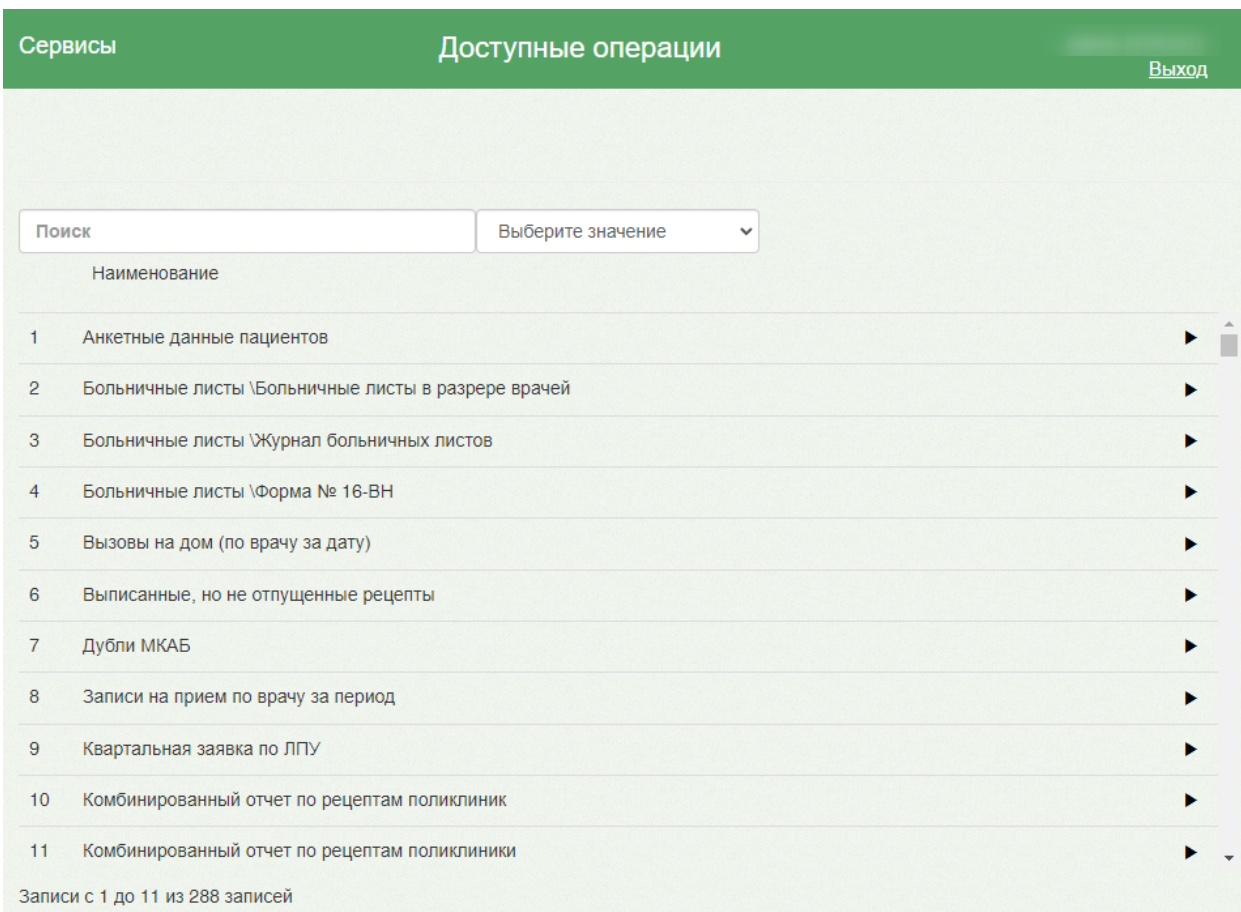 Сервисы
Доступные операции
Выход
Поиск
Выберите значение
Наименование
1 Анкетные данные пациентов
2 Больничные листы \Больничные листы в разрере врачей
3 Больничные листы \Журнал больничных листов
4 Больничные листы \Форма № 16-ВН
5 Вызовы на дом (по врачу за дату)
6 Выписанные, но не отпущенные рецепты
7 Дубли МКАБ
8 Записи на прием по врачу за период
9 Квартальная заявка по ЛПУ
10 Комбинированный отчет по рецептам поликлиник
11 Комбинированный отчет по рецептам поликлиники
Записи с 1 до 11 из 288 записей